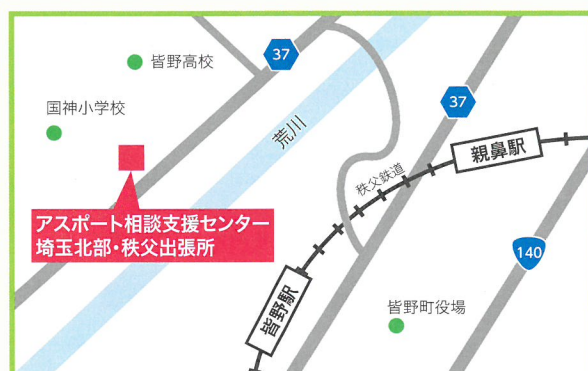 皆野高校
37
国神小学校
荒川
37
親鼻駅
秩父鉄道
アスポート相談支援センター
埼玉北部・秩父出張所
140
皆野駅
皆野町役場